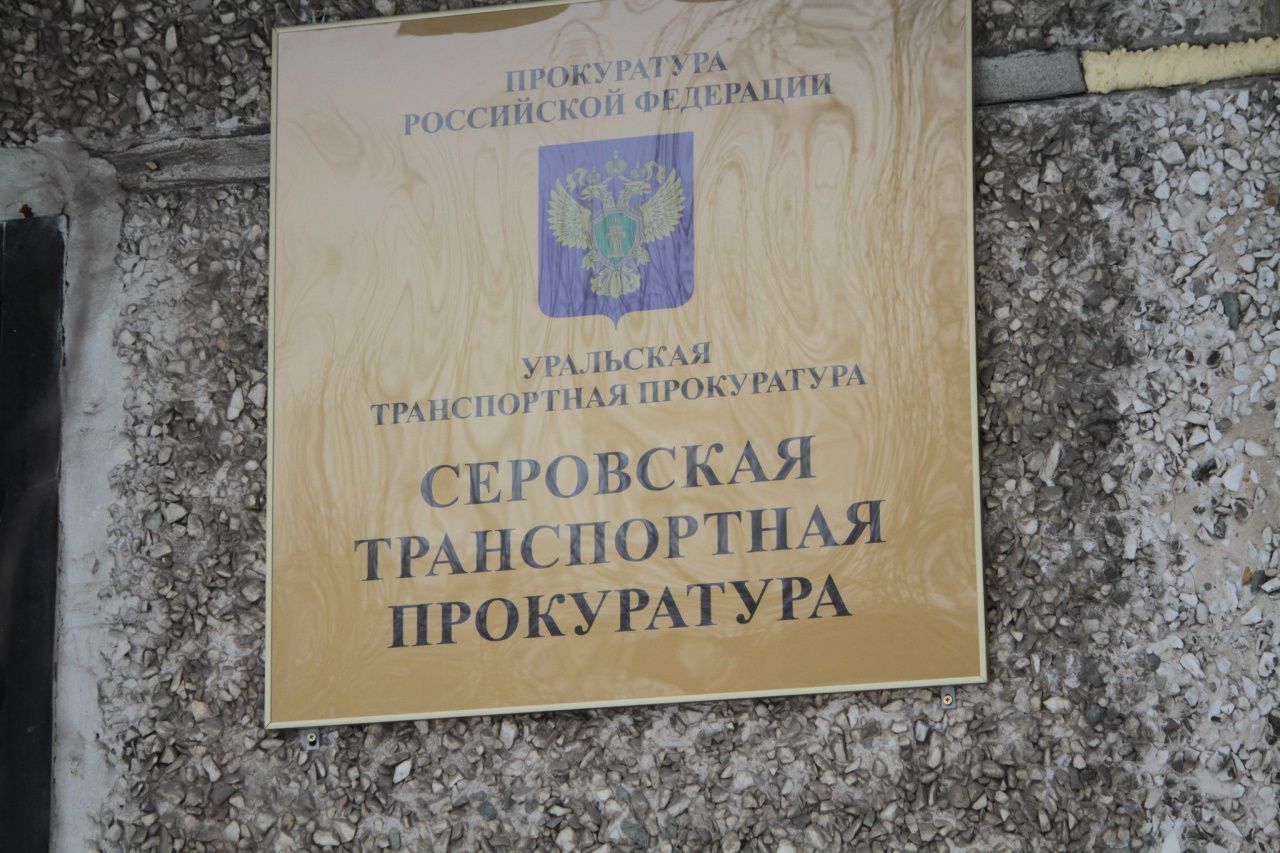 ПРОКУРАТУРА
РОССИЙСКОЙ ФЕДЕРАЦИИ
УРАЛЬСКАЯ
ТРАНСПОРТНАЯ ПРОКУРАТУРА
СЕРОВСКАЯ
ТРАНСПОРТНАЯ
ПРОКУРАТУРА